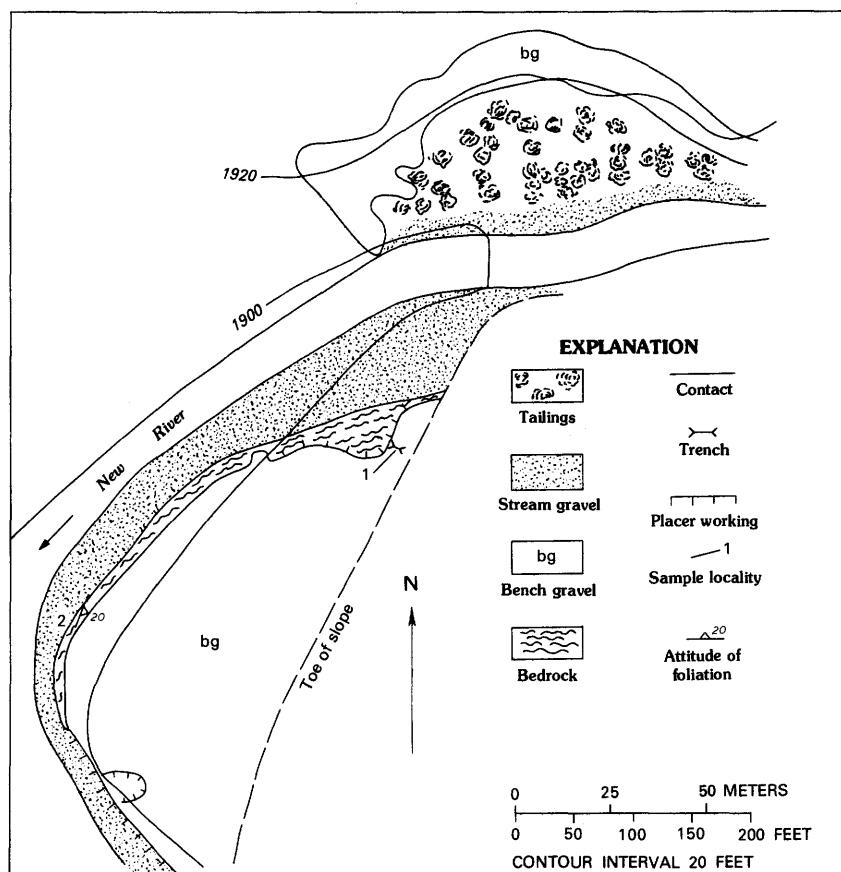 bg
1920
1900
New River
1
2
20
bg
Toe of slope
N
EXPLANATION
Tailings
Contact
Trench
Stream gravel
Placer working
bg
Bench gravel
1
Sample locality
Bedrock
20
Attitude of
foliation
0 25 50 METERS
0 50 100 150 200 FEET
CONTOUR INTERVAL 20 FEET